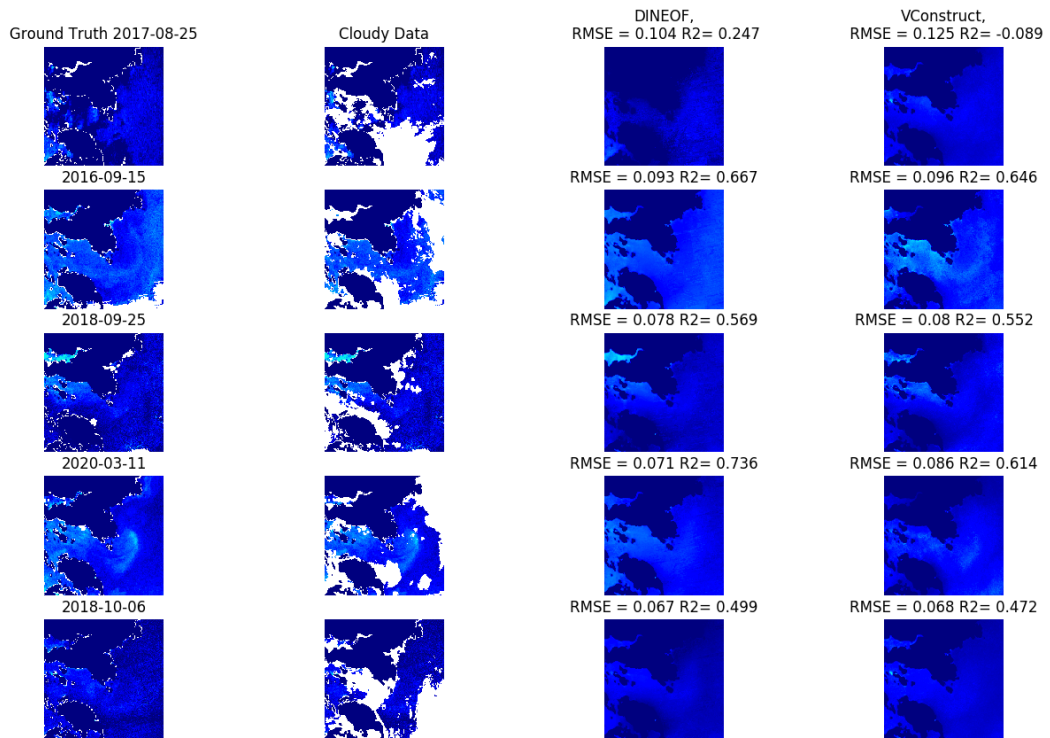 Ground Truth 2017-08-25
Cloudy Data
DINEOF,
RMSE = 0.104 R2= 0.247
VConstruct,
RMSE = 0.125 R2= -0.089
2016-09-15
RMSE = 0.093 R2= 0.667
RMSE = 0.096 R2= 0.646
2018-09-25
RMSE = 0.078 R2= 0.569
RMSE = 0.08 R2= 0.552
2020-03-11
RMSE = 0.071 R2= 0.736
RMSE = 0.086 R2= 0.614
2018-10-06
RMSE = 0.067 R2= 0.499
RMSE = 0.068 R2= 0.472